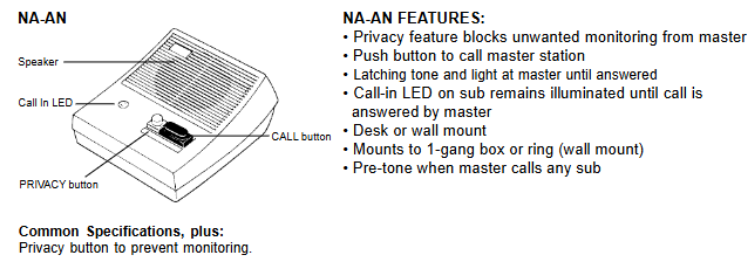 NA-AN
Speaker
Call In LED
CALL button
PRIVACY button
Common Specifications, plus:
Privacy button to prevent monitoring.
NA-AN FEATURES:
• Privacy feature blocks unwanted monitoring from master
• Push button to call master station
• Latching tone and light at master until answered
• Call-in LED on sub remains illuminated until call is
answered by master
• Desk or wall mount
• Mounts to 1-gang box or ring (wall mount)
• Pre-tone when master calls any sub